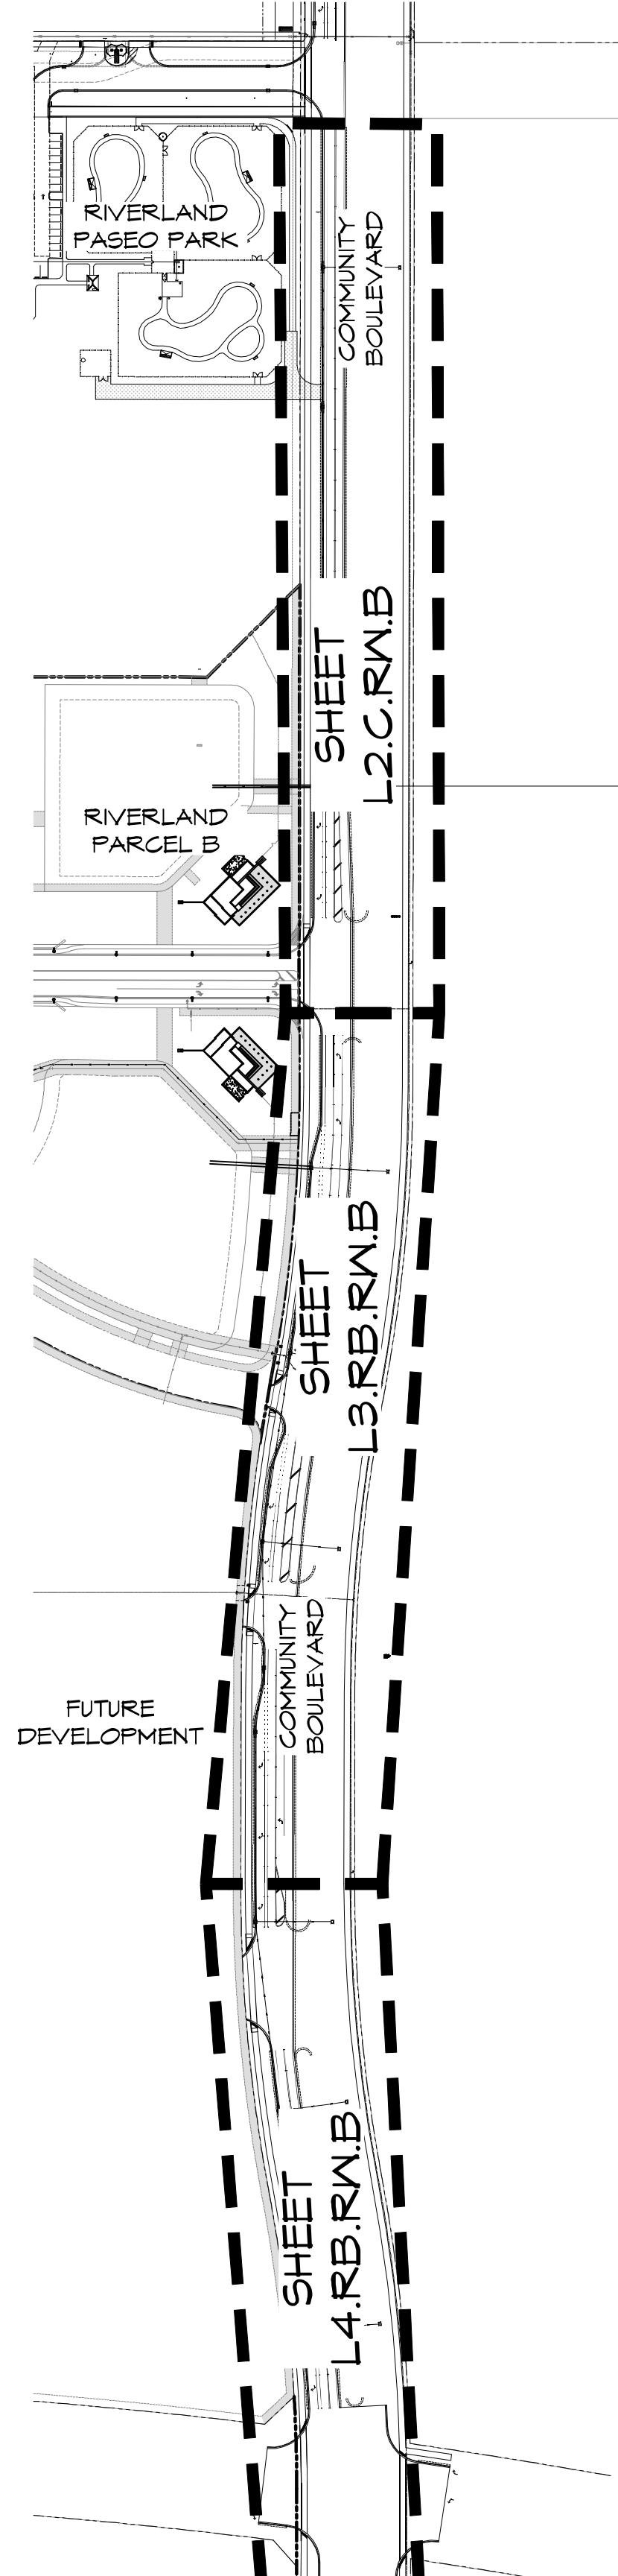 RIVERLAND
PASEO PARK
COMMUNITY
BOULEVARD
SHEET
L2.C.RW.B
RIVERLAND
PARCEL B
SHEET
L3.RB.RW.B
COMMUNITY
BOULEVARD
FUTURE
DEVELOPMENT
SHEET
L4.RB.RW.B